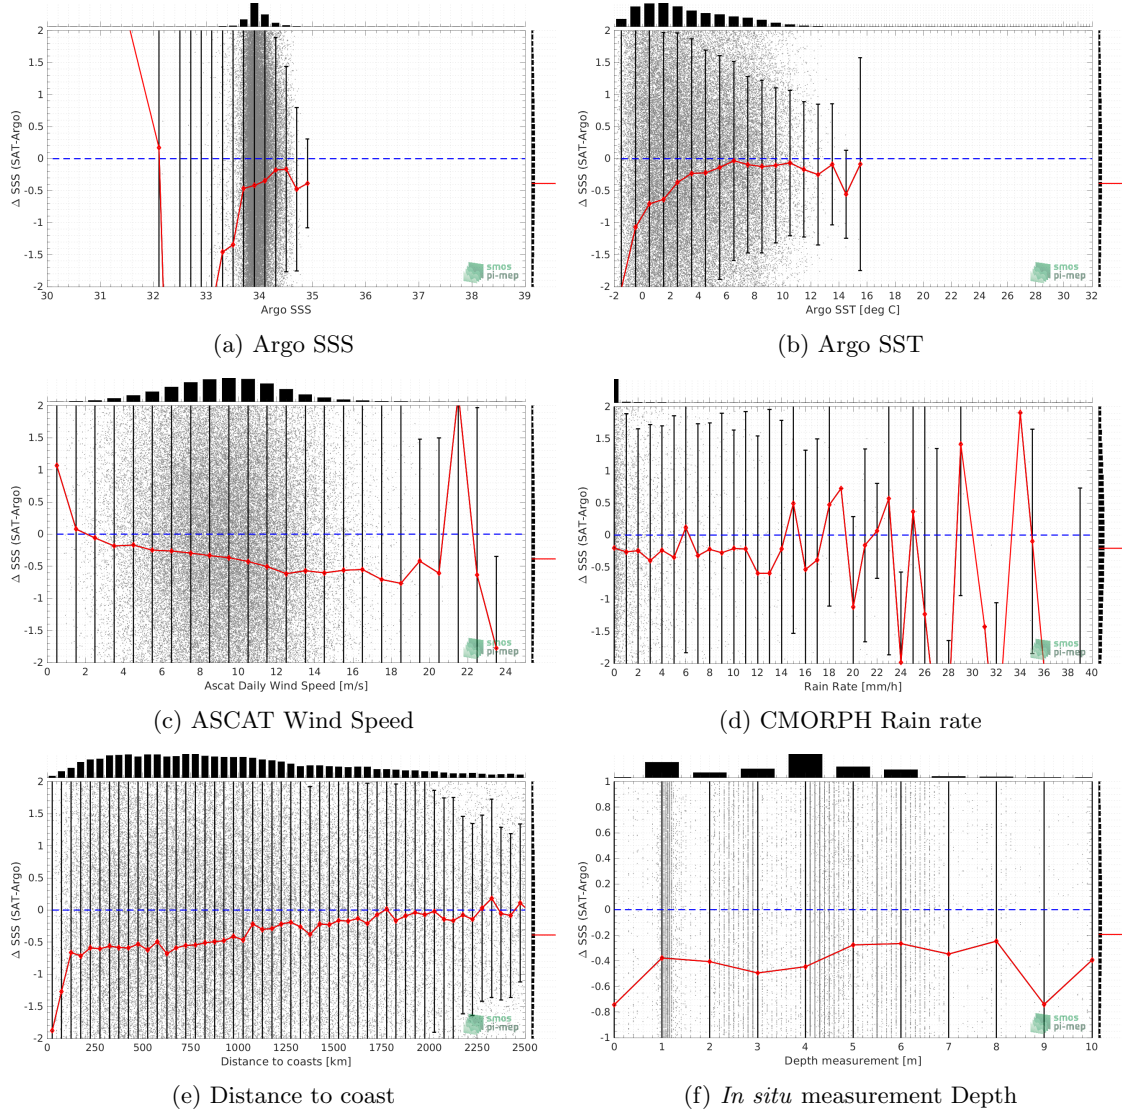 2
1.5
1
0.5
0
-0.5
-1
-1.5
-2
Δ SSS (SAT-Argo)
30 31 32 33 34 35 36 37 38 39
Argo SSS
smos
pi-mep
(a) Argo SSS
2
1.5
1
0.5
0
-0.5
-1
-1.5
-2
Δ SSS (SAT-Argo)
-2 0 2 4 6 8 10 12 14 16 18 20 22 24 26 28 30 32
Argo SST [deg C]
smos
pi-mep
(b) Argo SST
2
1.5
1
0.5
0
-0.5
-1
-1.5
-2
Δ SSS (SAT-Argo)
0 2 4 6 8 10 12 14 16 18 20 22 24
Ascat Daily Wind Speed [m/s]
smos
pi-mep
(c) ASCAT Wind Speed
2
1.5
1
0.5
0
-0.5
-1
-1.5
-2
Δ SSS (SAT-Argo)
0 2 4 6 8 10 12 14 16 18 20 22 24 26 28 30 32 34 36 38 40
Rain Rate [mm/h]
smos
pi-mep
(d) CMORPH Rain rate
2
1.5
1
0.5
0
-0.5
-1
-1.5
-2
Δ SSS (SAT-Argo)
0 250 500 750 1000 1250 1500 1750 2000 2250 2500
Distance to coasts [km]
smos
pi-mep
(e) Distance to coast
1
0.8
0.6
0.4
0.2
0
-0.2
-0.4
-0.6
-0.8
-1
Δ SSS (SAT-Argo)
0 1 2 3 4 5 6 7 8 9 10
Depth measurement [m]
smos
pi-mep
(f) In situ measurement Depth